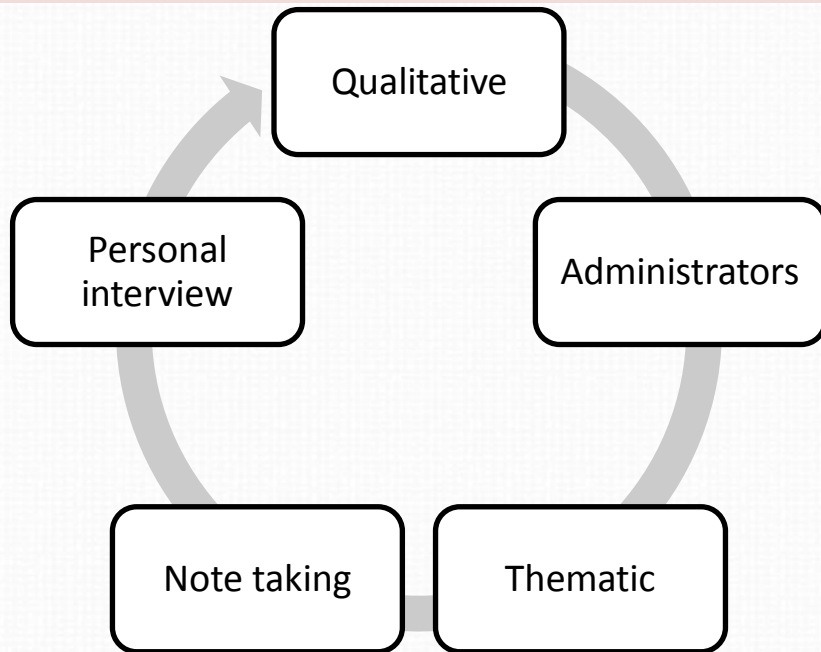 Qualitative
Administrators
Thematic
Note taking
Personal
interview